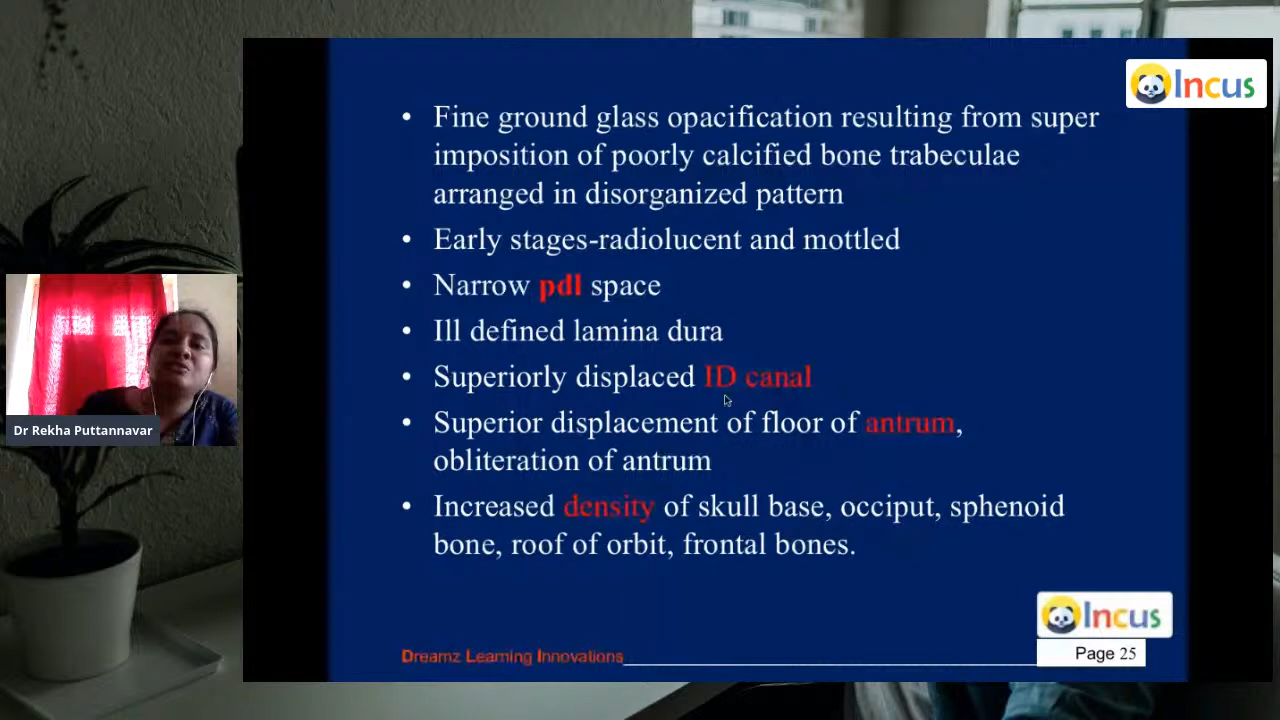 Incus
• Fine ground glass opacification resulting from super
imposition of poorly calcified bone trabeculae
arranged in disorganized pattern
• Early stages-radiolucent and mottled
• Narrow pdl space
• Ill defined lamina dura
• Superiorly displaced ID canal
• Superior displacement of floor of antrum,
obliteration of antrum
• Increased density of skull base, occiput, sphenoid
bone, roof of orbit, frontal bones.
Dr Rekha Puttannavar
Incus
Dreamz Learning Innovations
Page 25